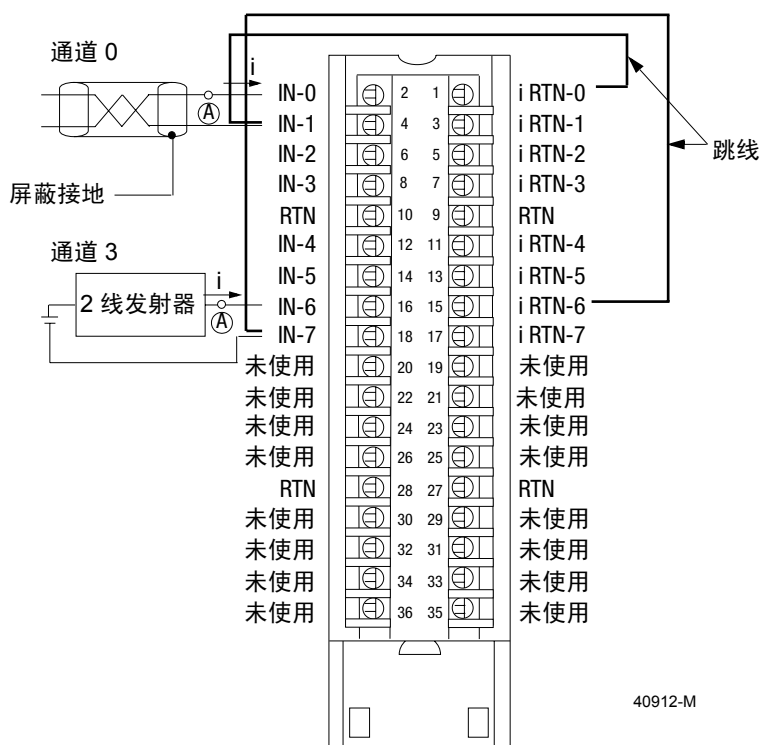 通道 0
i
A
屏蔽接地
通道 3
2 线发射器
i
A
IN-0 2 1 i RTN-0
IN-1 4 3 i RTN-1
IN-2 6 5 i RTN-2
IN-3 8 7 i RTN-3
RTN 10 9 RTN
IN-4 12 11 i RTN-4
IN-5 14 13 i RTN-5
IN-6 16 15 i RTN-6
IN-7 18 17 i RTN-7
未使用 20 19 未使用
未使用 22 21 未使用
未使用 24 23 未使用
未使用 26 25 未使用
RTN 28 27 RTN
未使用 30 29 未使用
未使用 32 31 未使用
未使用 34 33 未使用
未使用 36 35 未使用
跳线
40912-M